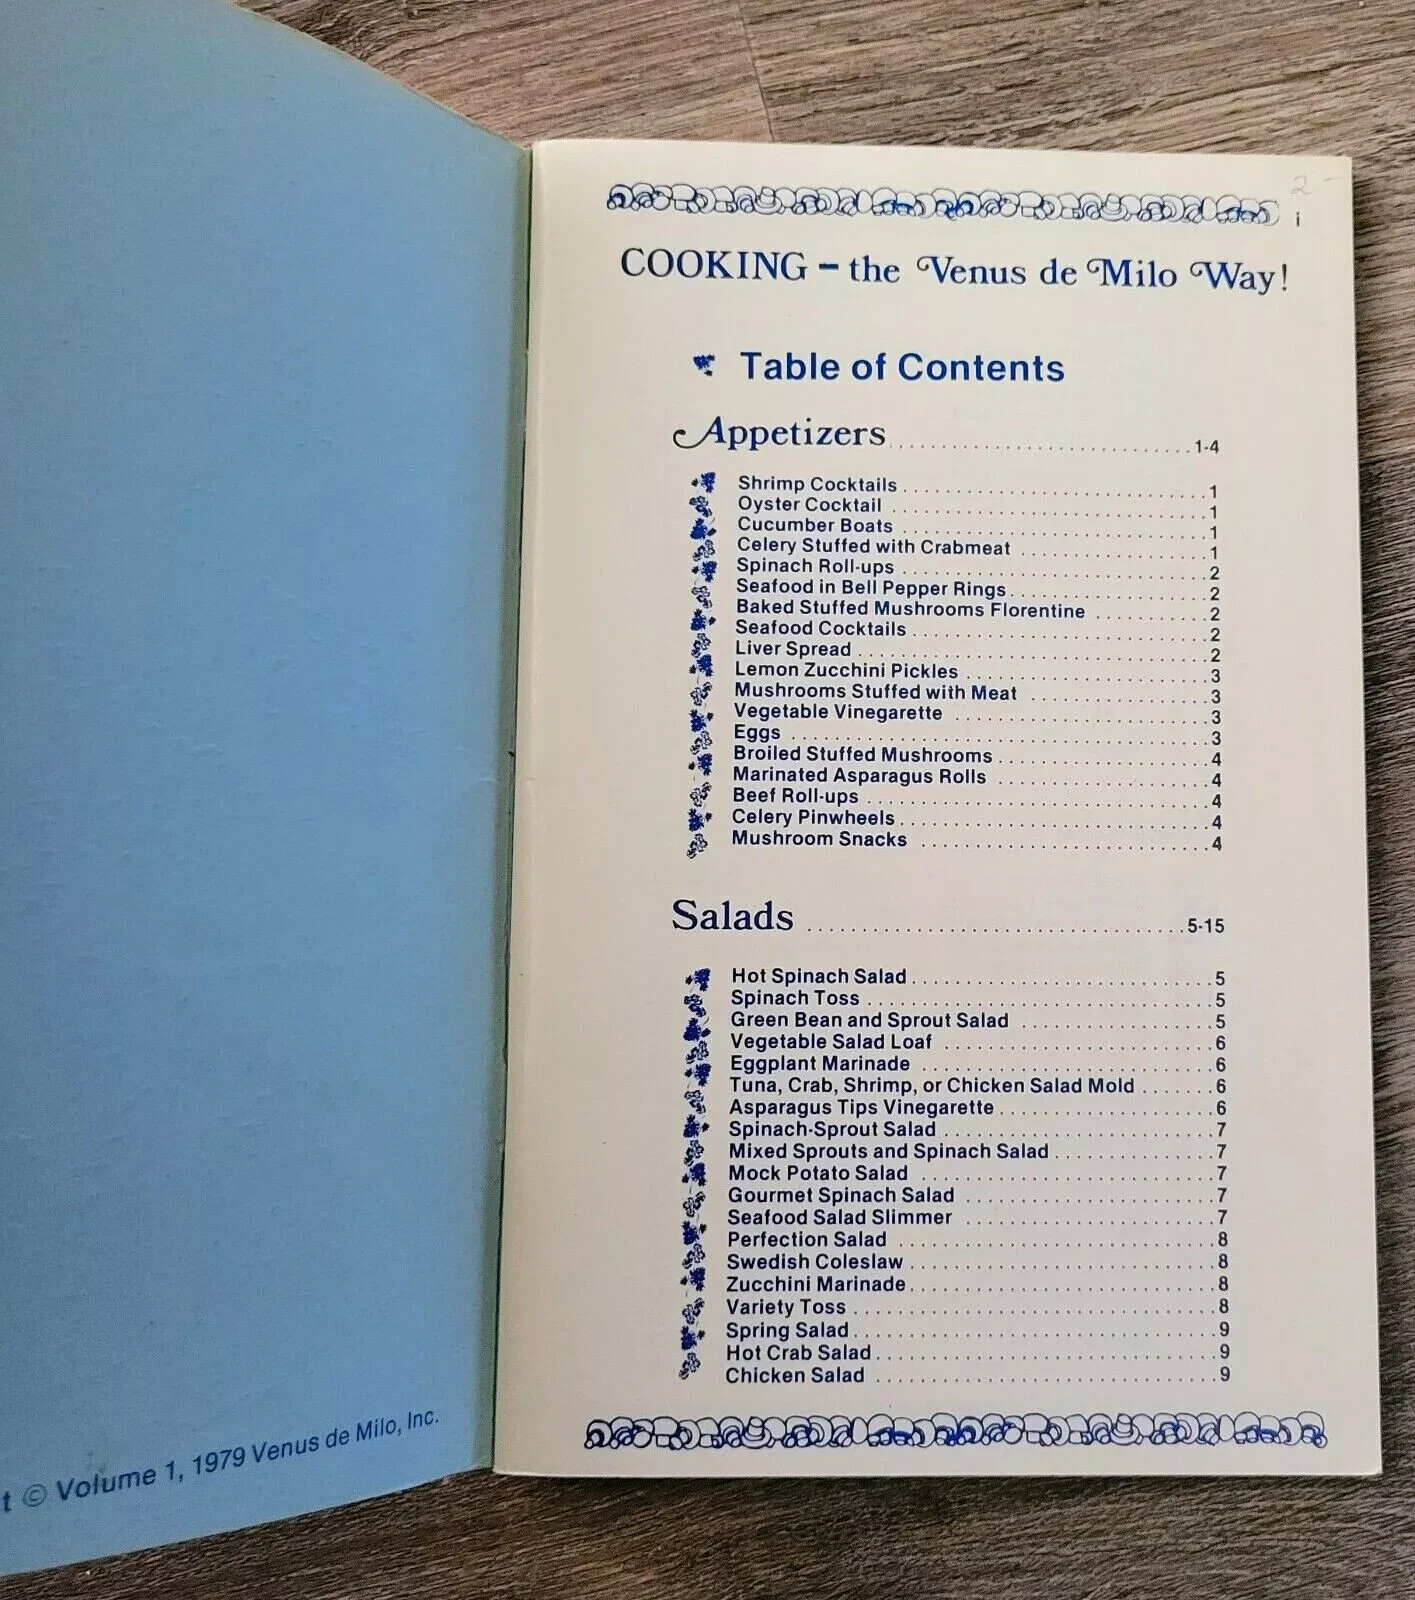 t © Volume 1, 1979 Venus de Milo, Inc.
2 -
i
COOKING – the Venus de Milo Way!
Table of Contents
Appetizers 1-4
Shrimp Cocktails 1
Oyster Cocktail 1
Cucumber Boats 1
Celery Stuffed with Crabmeat 1
Spinach Roll-ups 2
Seafood in Bell Pepper Rings 2
Baked Stuffed Mushrooms Florentine 2
Seafood Cocktails 2
Liver Spread 2
Lemon Zucchini Pickles 3
Mushrooms Stuffed with Meat 3
Vegetable Vinegarette 3
Eggs 3
Broiled Stuffed Mushrooms 4
Marinated Asparagus Rolls 4
Beef Roll-ups 4
Celery Pinwheels 4
Mushroom Snacks 4
Salads 5-15
Hot Spinach Salad 5
Spinach Toss 5
Green Bean and Sprout Salad 5
Vegetable Salad Loaf 6
Eggplant Marinade 6
Tuna, Crab, Shrimp, or Chicken Salad Mold 6
Asparagus Tips Vinegarette 6
Spinach-Sprout Salad 7
Mixed Sprouts and Spinach Salad 7
Mock Potato Salad 7
Gourmet Spinach Salad 7
Seafood Salad Slimmer 7
Perfection Salad 8
Swedish Coleslaw 8
Zucchini Marinade 8
Variety Toss 8
Spring Salad 9
Hot Crab Salad 9
Chicken Salad 9